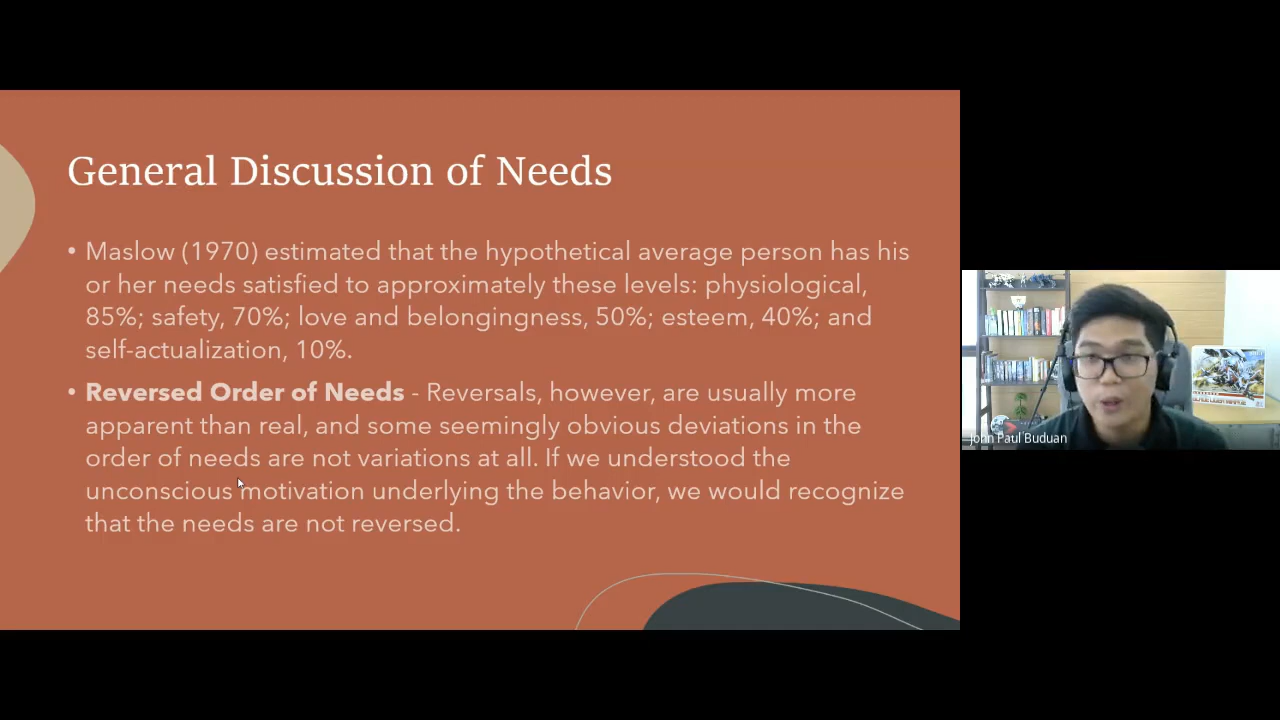 General Discussion of Needs
• Maslow (1970) estimated that the hypothetical average person has his
or her needs satisfied to approximately these levels: physiological,
85%; safety, 70%; love and belongingness, 50%; esteem, 40%; and
self-actualization, 10%.
• Reversed Order of Needs - Reversals, however, are usually more
apparent than real, and some seemingly obvious deviations in the
order of needs are not variations at all. If we understood the
unconscious motivation underlying the behavior, we would recognize
that the needs are not reversed.
John Paul Buduan